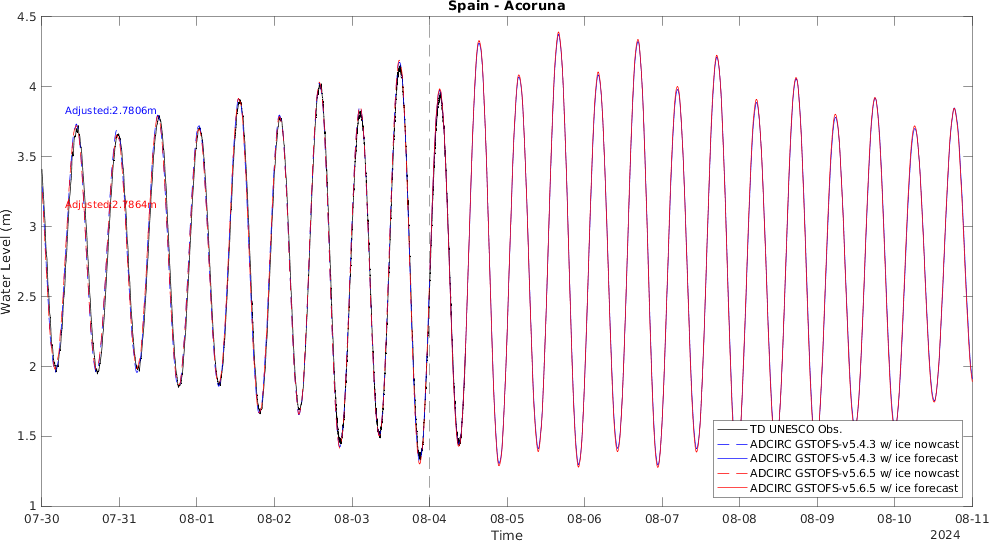 Spain - Acoruna
4.5
4
3.5
3
2.5
2
1.5
1
Water Level (m)
Adjusted:2.7806m
Adjusted:2.7864m
TD UNESCO Obs.
ADCIRC GSTOFS-v5.4.3 w/ ice nowcast
ADCIRC GSTOFS-v5.4.3 w/ ice forecast
ADCIRC GSTOFS-v5.6.5 w/ ice nowcast
ADCIRC GSTOFS-v5.6.5 w/ ice forecast
07-30 07-31 08-01 08-02 08-03 08-04 08-05 08-06 08-07 08-08 08-09 08-10 08-11
Time
2024